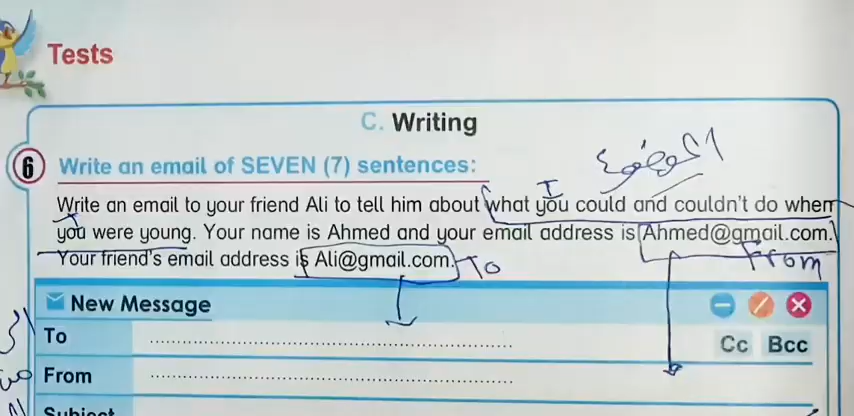 Tests
C. Writing
الموضوع
6 Write an email of SEVEN (7) sentences:
I
Write an email to your friend Ali to tell him about what you could and couldn't do when
I
you were young. Your name is Ahmed and your email address is Ahmed@gmail.com.
Your friend's email address is Ali@gmail.com. To From
New Message
To
Cc Bcc
From
من
Subject